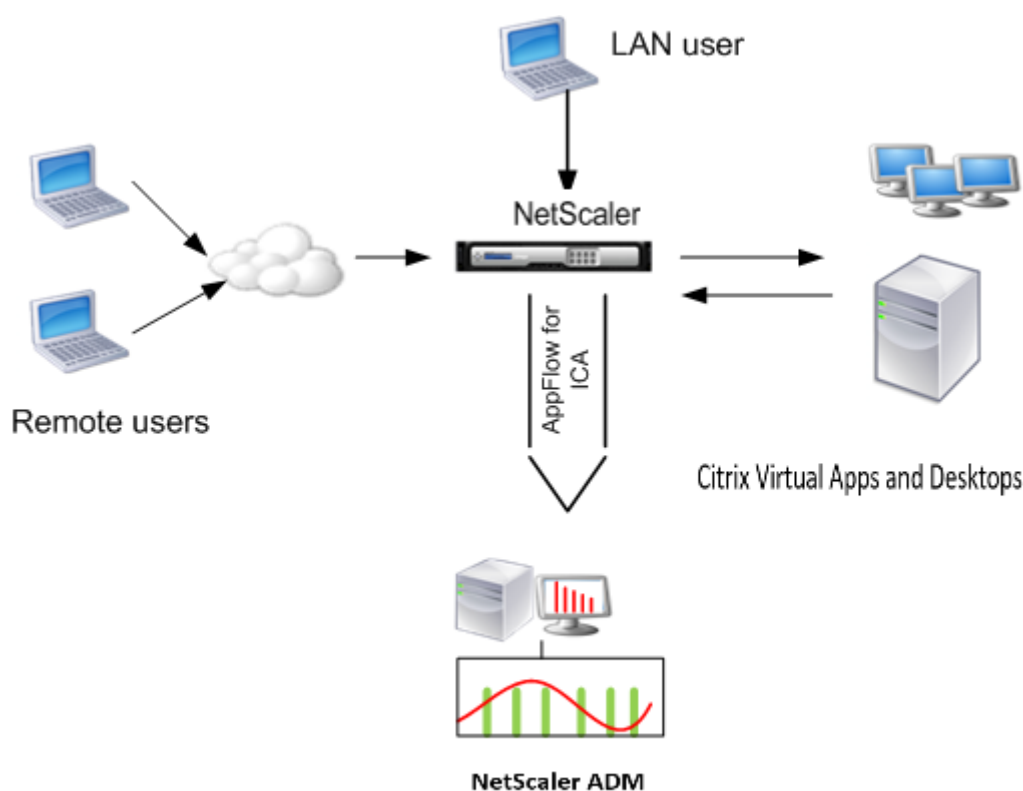 LAN user
NetScaler
AppFlow for
ICA
Remote users
Citrix Virtual Apps and Desktops
NetScaler ADM